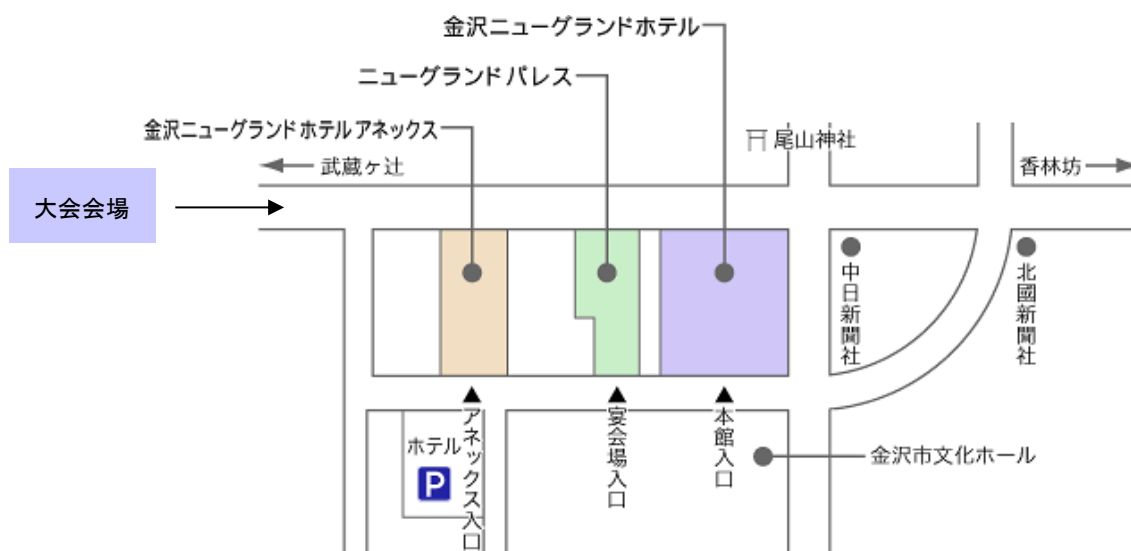 金沢ニューグランドホテル
ニューグランドパレス
金沢ニューグランドホテルアネックス
尾山神社
武蔵ヶ辻
香林坊
大会会場
中日新聞社
北國新聞社
アネックス入口
宴会場入口
本館入口
ホテル
P
金沢市文化ホール